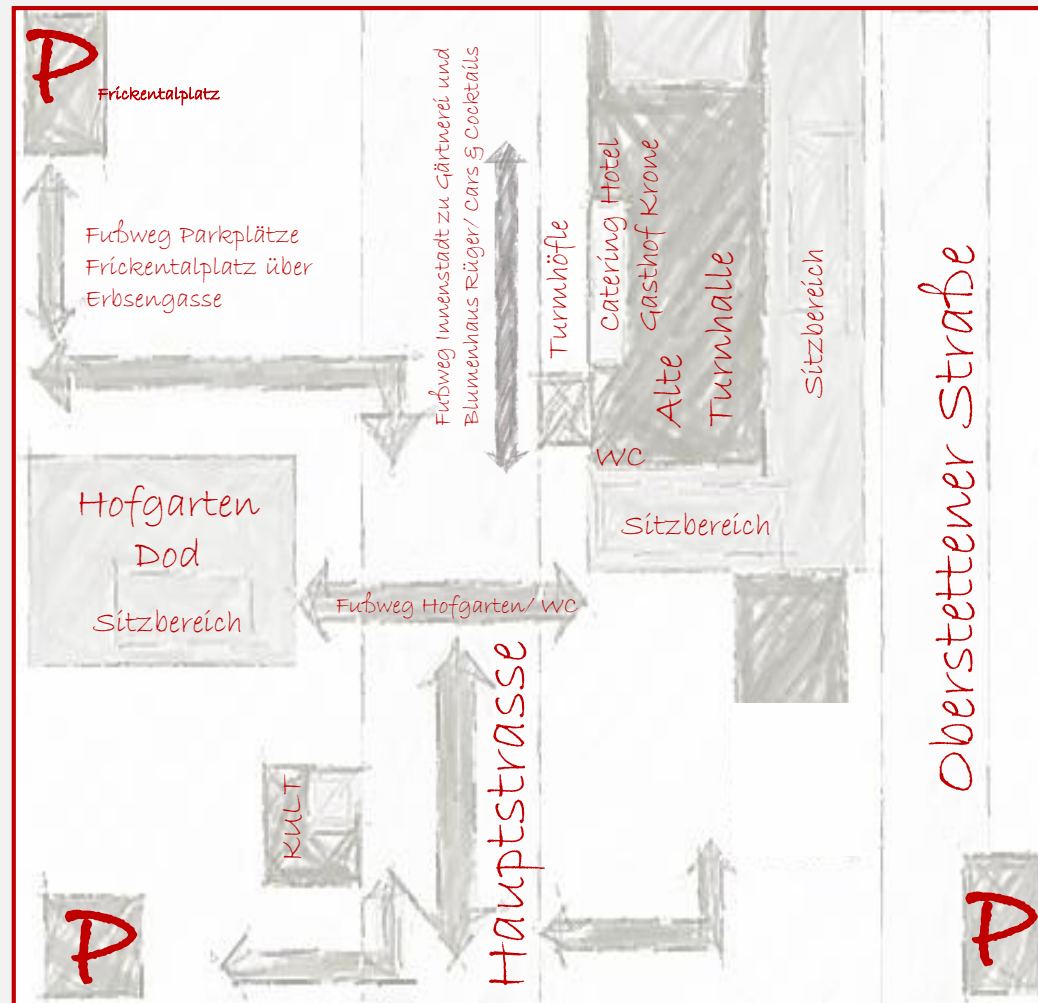 P
Frickentalplatz
Fußweg Parkplätze
Frickentalplatz über
Erbsengasse
Fußweg Innenstadt zu Gärtnerei und
Blumenhaus Rüger/ Cars & Cocktails
Turmhöfle
Catering Hotel
Gasthof Krone
Alte
Turnhalle
WC
Sitzbereich
Sitzbereich
Oberstettener Straße
Hofgarten
Dod
Sitzbereich
Fußweg Hofgarten/ WC
Hauptstrasse
KULT
P
P